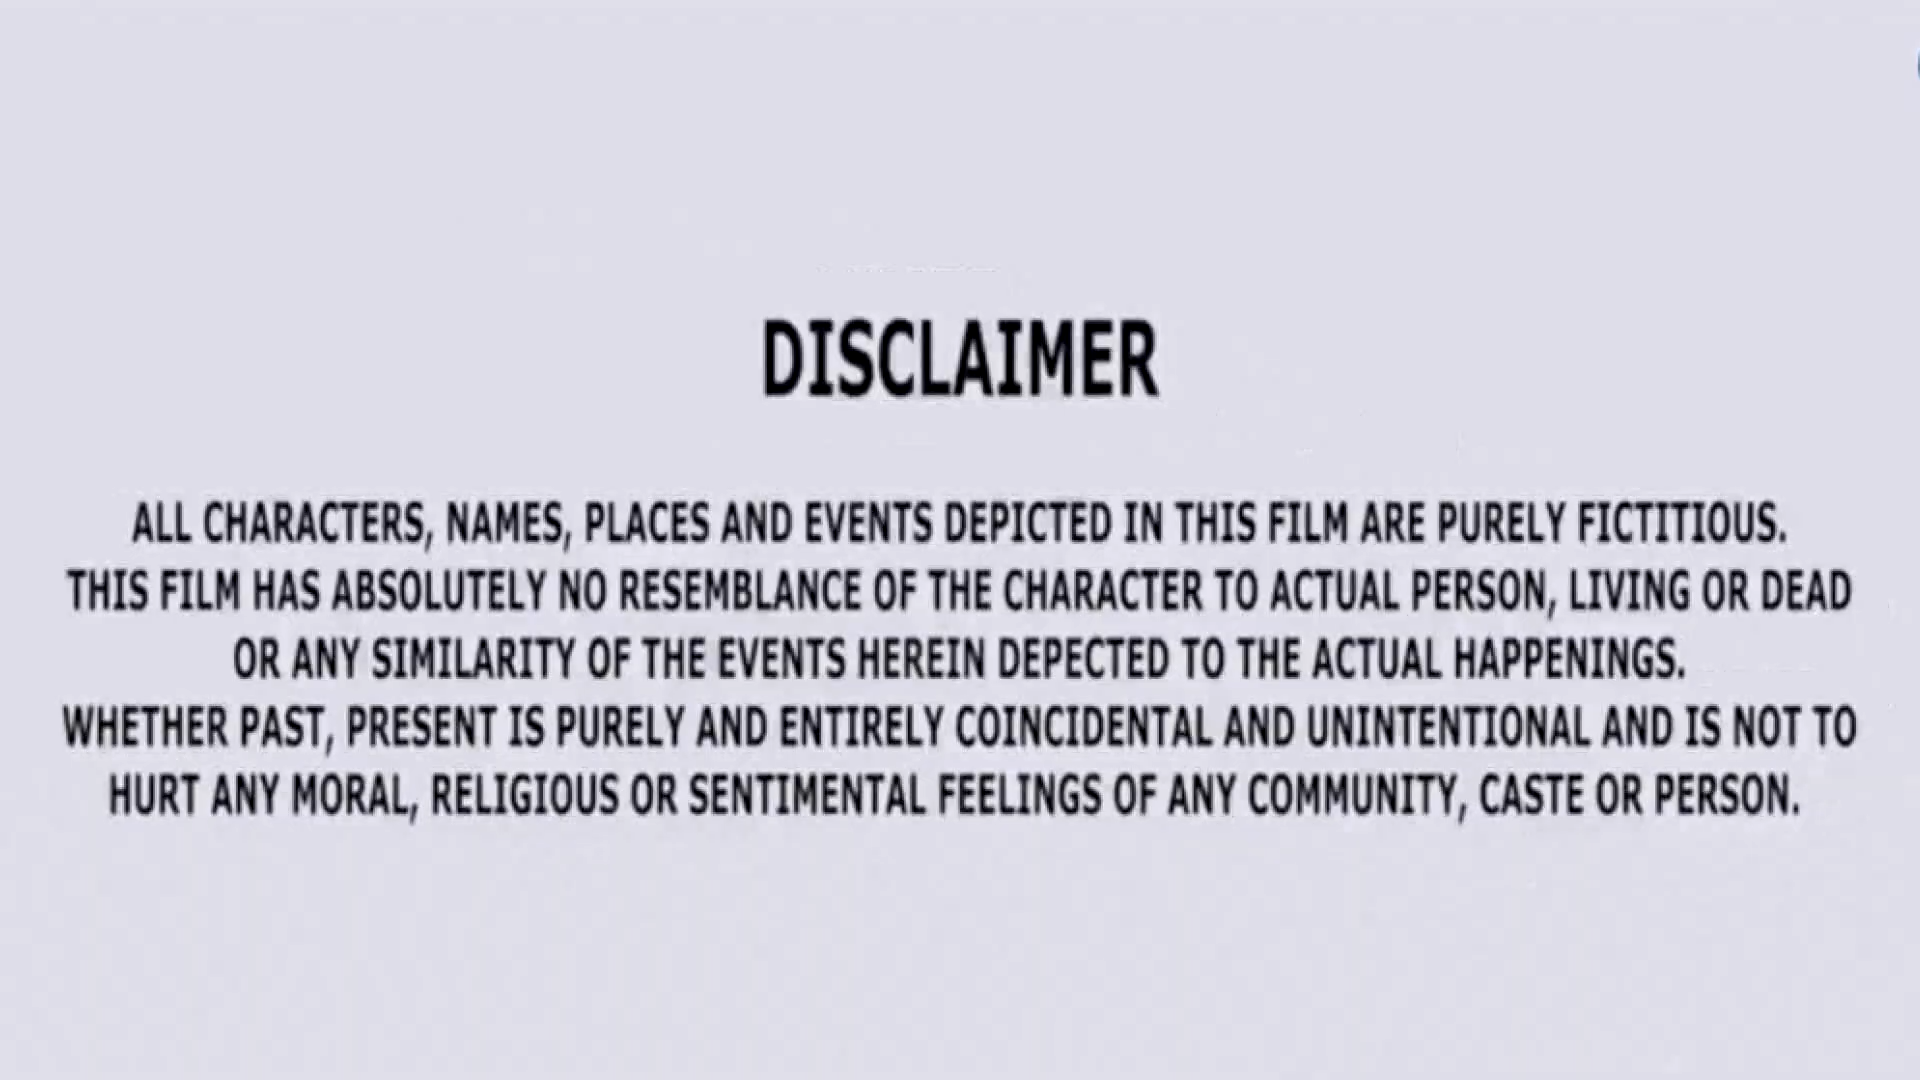 DISCLAIMER
ALL CHARACTERS, NAMES, PLACES AND EVENTS DEPICTED IN THIS FILM ARE PURELY FICTITIOUS.
THIS FILM HAS ABSOLUTELY NO RESEMBLANCE OF THE CHARACTER TO ACTUAL PERSON, LIVING OR DEAD
OR ANY SIMILARITY OF THE EVENTS HEREIN DEPECTED TO THE ACTUAL HAPPENINGS.
WHETHER PAST, PRESENT IS PURELY AND ENTIRELY COINCIDENTAL AND UNINTENTIONAL AND IS NOT TO
HURT ANY MORAL, RELIGIOUS OR SENTIMENTAL FEELINGS OF ANY COMMUNITY, CASTE OR PERSON.